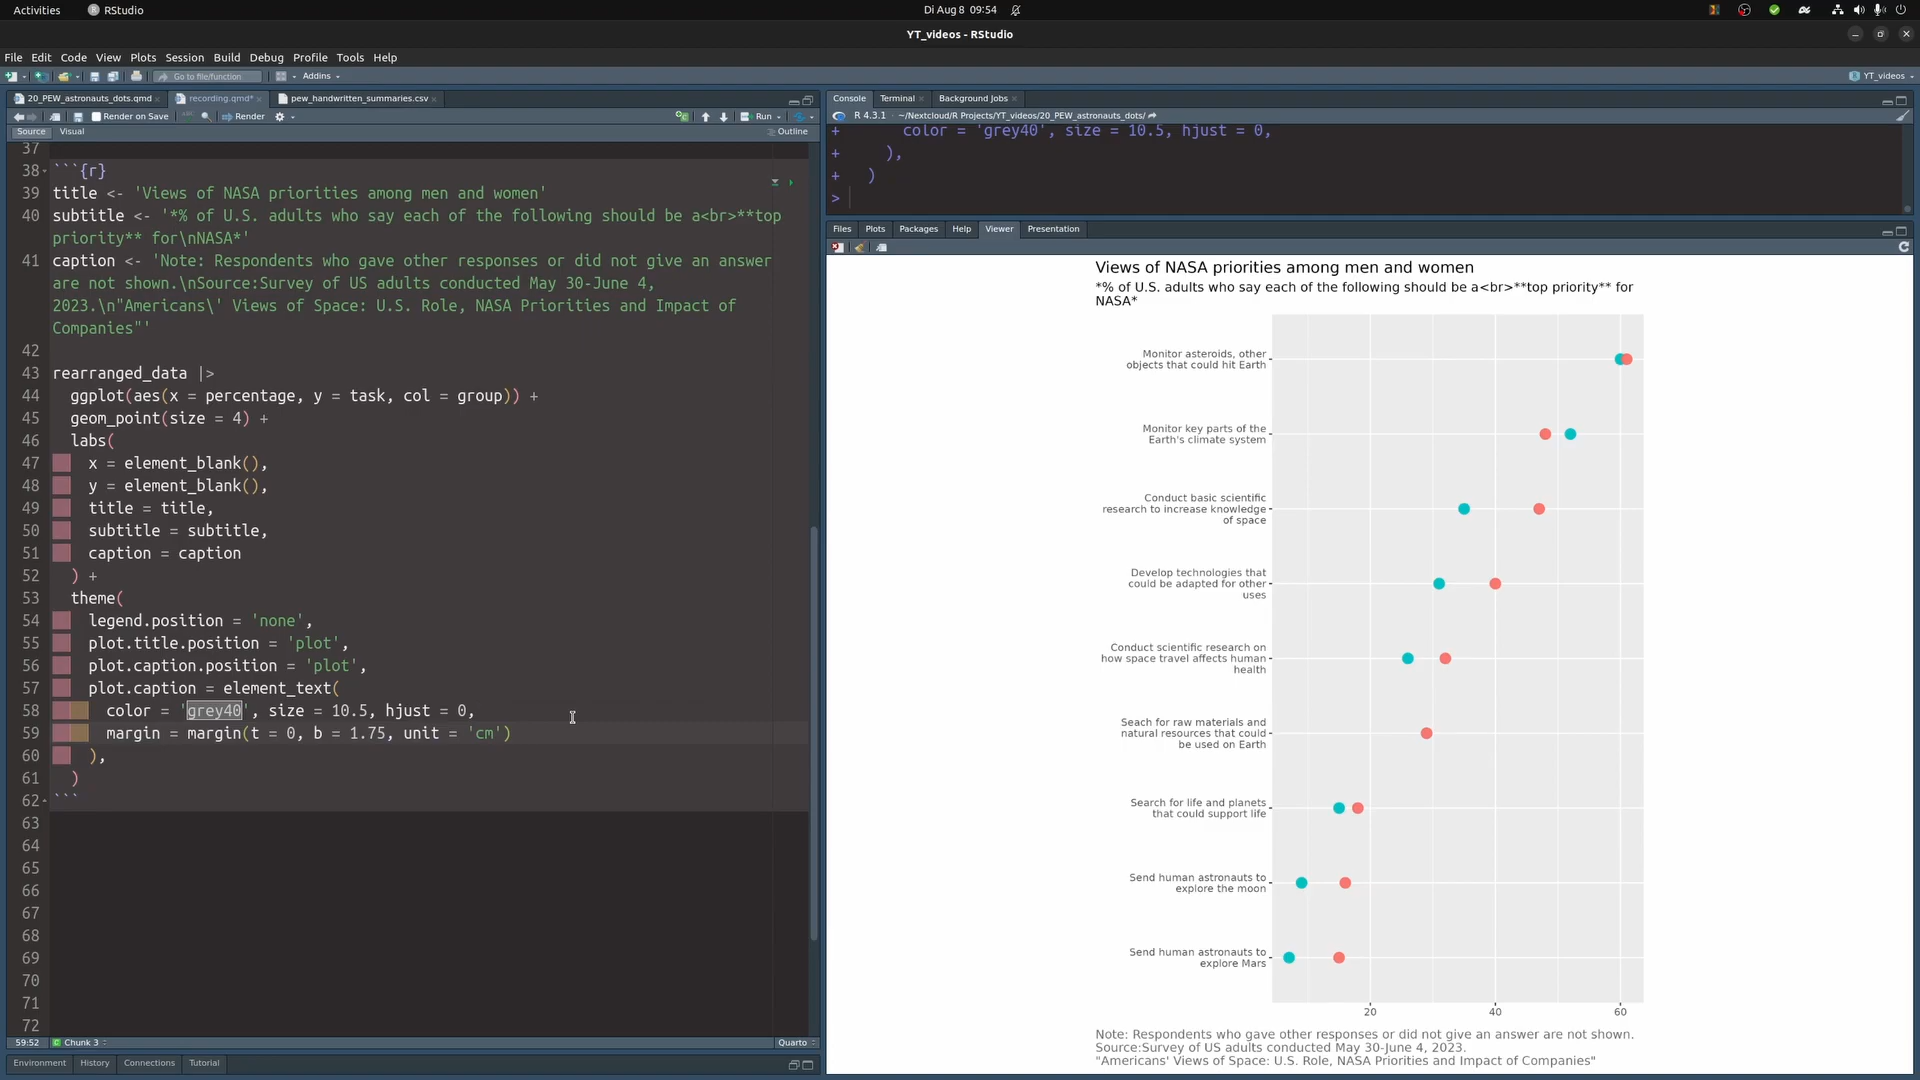 Activities
RStudio
Di Aug 8 09:54
YT_videos - RStudio
File Edit Code View Plots Session Build Debug Profile Tools Help
Go to file/function
Addins
YT_videos
20_PEW_astronauts_dots.qmd
recording.qmd*
pew_handwritten_summaries.csv
Render on Save
Render
Run
Source
Visual
Outline
37
38 ```{r}
39 title <- 'Views of NASA priorities among men and women'
40 subtitle <- '*% of U.S. adults who say each of the following should be a<br>**top
priority** for\nNASA*'
41 caption <- 'Note: Respondents who gave other responses or did not give an answer
are not shown.\nSource:Survey of US adults conducted May 30-June 4,
2023.\n"Americans\' Views of Space: U.S. Role, NASA Priorities and Impact of
Companies"'
42
43 rearranged_data |>
44 ggplot(aes(x = percentage, y = task, col = group)) +
45 geom_point(size = 4) +
46 labs(
47 x = element_blank(),
48 y = element_blank(),
49 title = title,
50 subtitle = subtitle,
51 caption = caption
52 ) +
53 theme(
54 legend.position = 'none',
55 plot.title.position = 'plot',
56 plot.caption.position = 'plot',
57 plot.caption = element_text(
58 color = 'grey40', size = 10.5, hjust = 0,
59 margin = margin(t = 0, b = 1.75, unit = 'cm')
60 ),
61 )
62 ```
63
64
65
66
67
68
69
70
71
72
59:52
Chunk 3
Quarto
Environment History Connections Tutorial
Console Terminal Background Jobs
R 4.3.1 · ~/Nextcloud/R Projects/YT_videos/20_PEW_astronauts_dots/
+ color = 'grey40', size = 10.5, hjust = 0,
+ ),
+ )
>
Files Plots Packages Help Viewer Presentation
Views of NASA priorities among men and women
*% of U.S. adults who say each of the following should be a<br>**top priority** for
NASA*
Monitor asteroids, other
objects that could hit Earth
Monitor key parts of the
Earth's climate system
Conduct basic scientific
research to increase knowledge
of space
Develop technologies that
could be adapted for other
uses
Conduct scientific research on
how space travel affects human
health
Seach for raw materials and
natural resources that could
be used on Earth
Search for life and planets
that could support life
Send human astronauts to
explore the moon
Send human astronauts to
explore Mars
20 40 60
Note: Respondents who gave other responses or did not give an answer are not shown.
Source:Survey of US adults conducted May 30-June 4, 2023.
"Americans' Views of Space: U.S. Role, NASA Priorities and Impact of Companies"